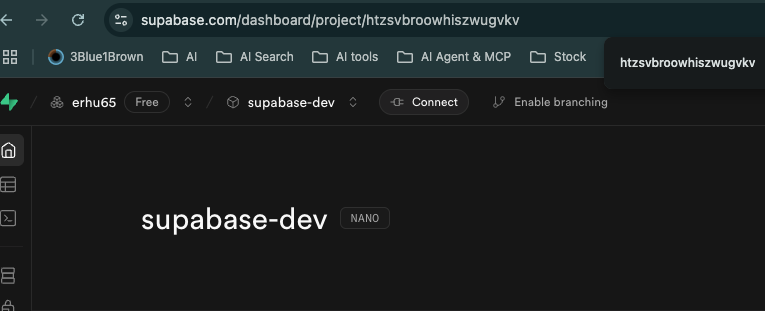 supabase.com/dashboard/project/htzsvbroowhiszwugvkv
3Blue1Brown AI AI Search AI tools AI Agent & MCP Stock
htzsvbroowhiszwugvkv
erhu65 Free / supabase-dev Connect Enable branching
supabase-dev NANO